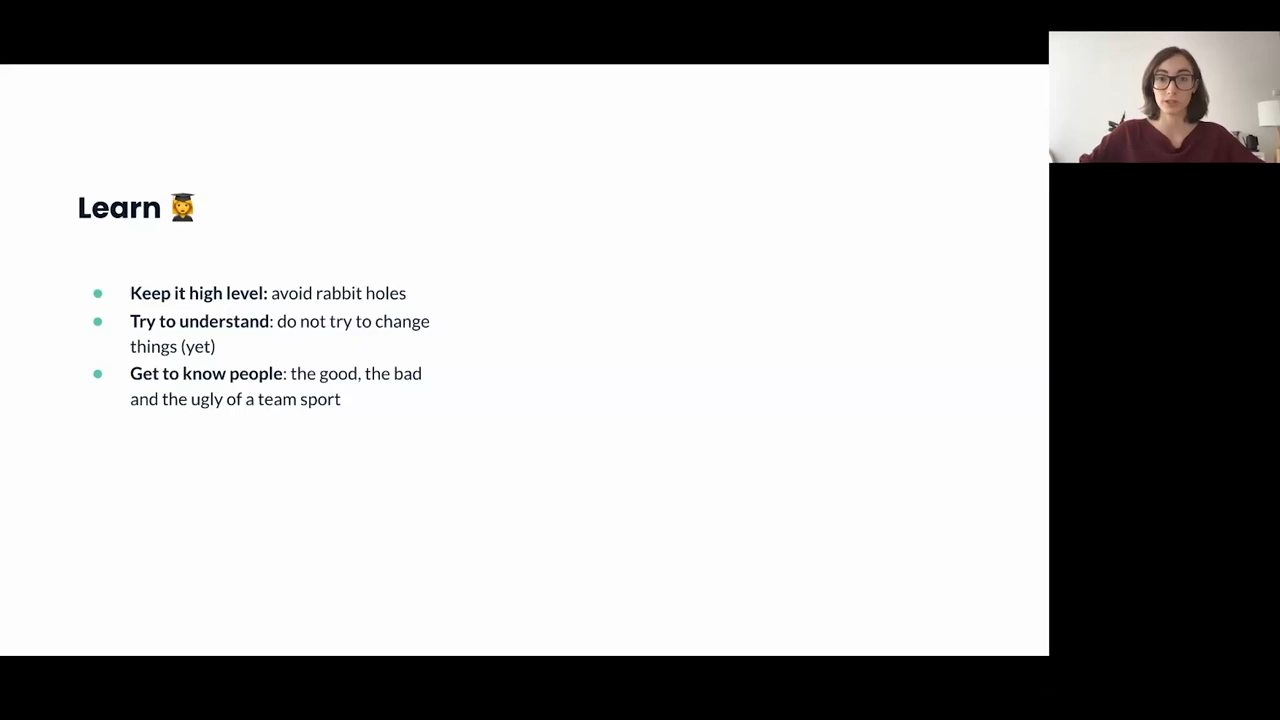 Learn 👩‍🎓
Keep it high level: avoid rabbit holes
Try to understand: do not try to change
things (yet)
Get to know people: the good, the bad
and the ugly of a team sport